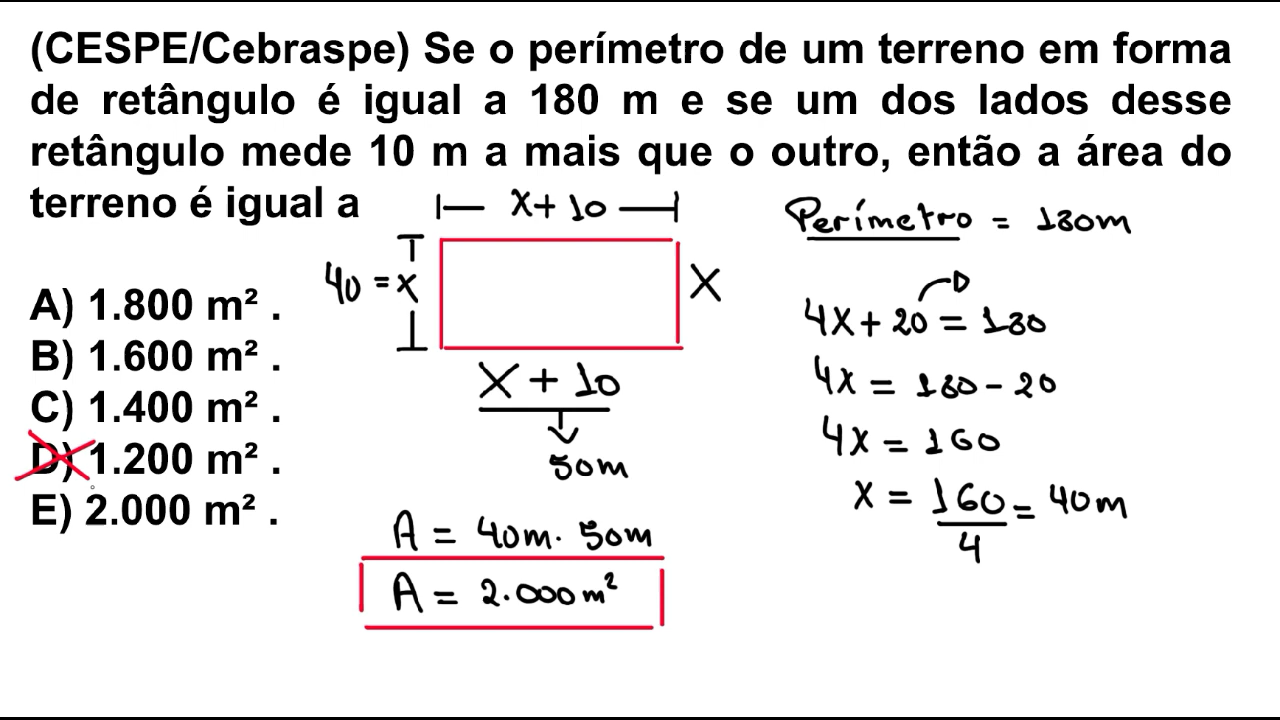 (CESPE/Cebraspe) Se o perímetro de um terreno em forma
de retângulo é igual a 180 m e se um dos lados desse
retângulo mede 10 m a mais que o outro, então a área do
terreno é igual a
x+10
Perímetro = 180m
40 = x
X
A) 1.800 m² .
B) 1.600 m² .
C) 1.400 m² .
D) 1.200 m² .
E) 2.000 m² .
X + 10
50m
4X + 20 = 180
4X = 180 - 20
4X = 160
X = 160 = 40m
4
A = 40m. 50m
A = 2.000m²